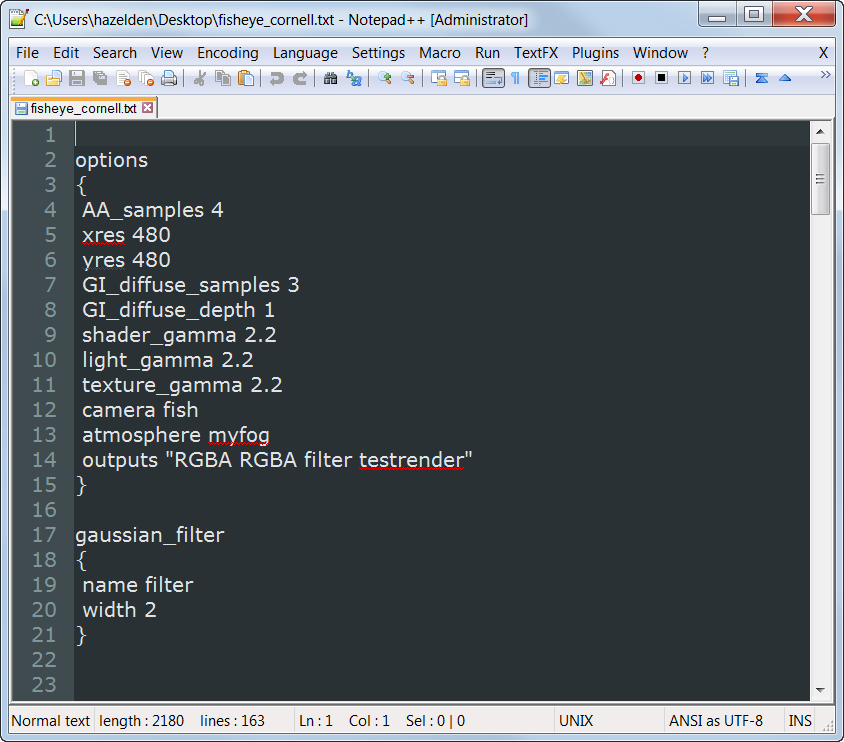 C:\Users\hazelden\Desktop\fisheye_cornell.txt - Notepad++ [Administrator]
File Edit Search View Encoding Language Settings Macro Run TextFX Plugins Window ? X
fisheye_cornell.txt
1
2 options
3 {
4 AA_samples 4
5 xres 480
6 yres 480
7 GI_diffuse_samples 3
8 GI_diffuse_depth 1
9 shader_gamma 2.2
10 light_gamma 2.2
11 texture_gamma 2.2
12 camera fish
13 atmosphere myfog
14 outputs "RGBA RGBA filter testrender"
15 }
16
17 gaussian_filter
18 {
19 name filter
20 width 2
21 }
22
23
Normal text length : 2180 lines : 163 Ln : 1 Col : 1 Sel : 0 | 0 UNIX ANSI as UTF-8 INS